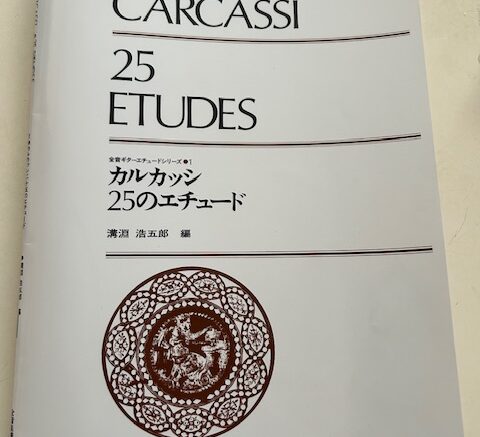 CARCASSI
25
ETUDES
全音ギターエチュードシリーズ●1
カルカッシ
25のエチュード
溝淵 浩五郎 編